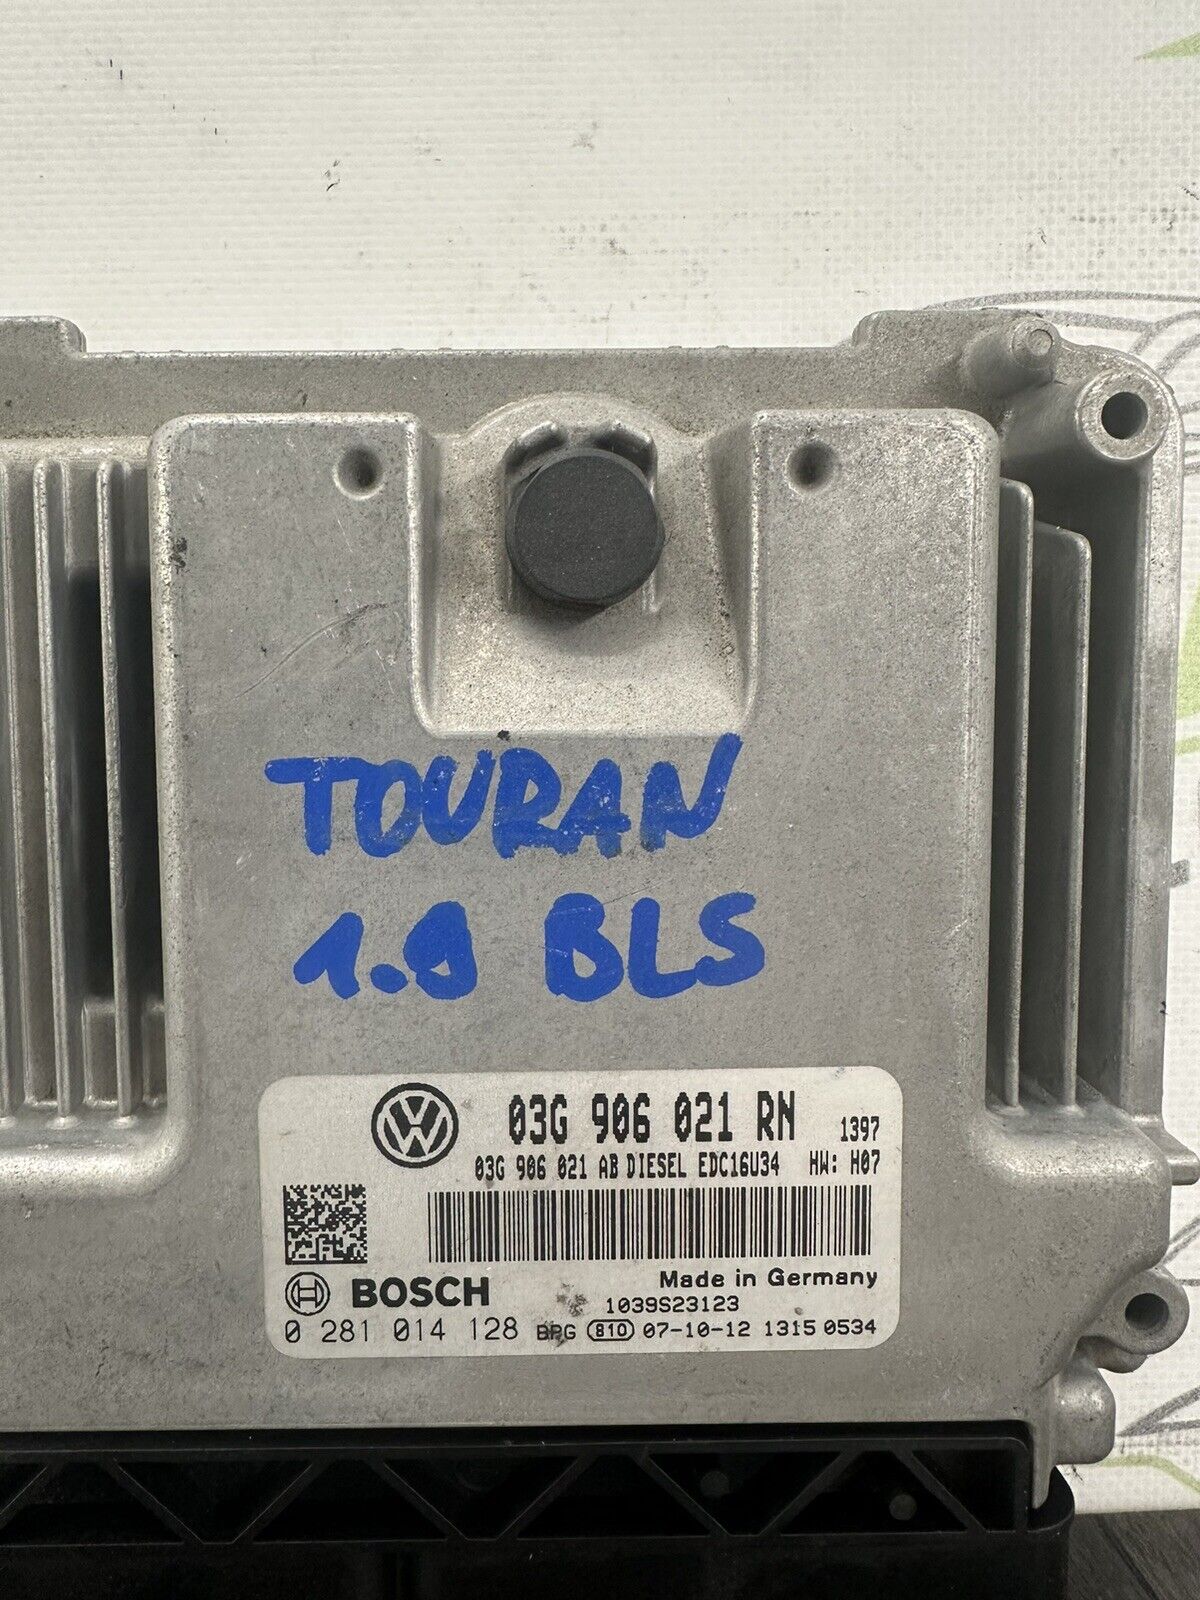 TOURAN
1.9 BLS
03G 906 021 RN 1397
03G 906 021 AB DIESEL EDC16U34 HW: H07
BOSCH
Made in Germany
1039S23123
0 281 014 128 BPG 810 07-10-12 1315 0534